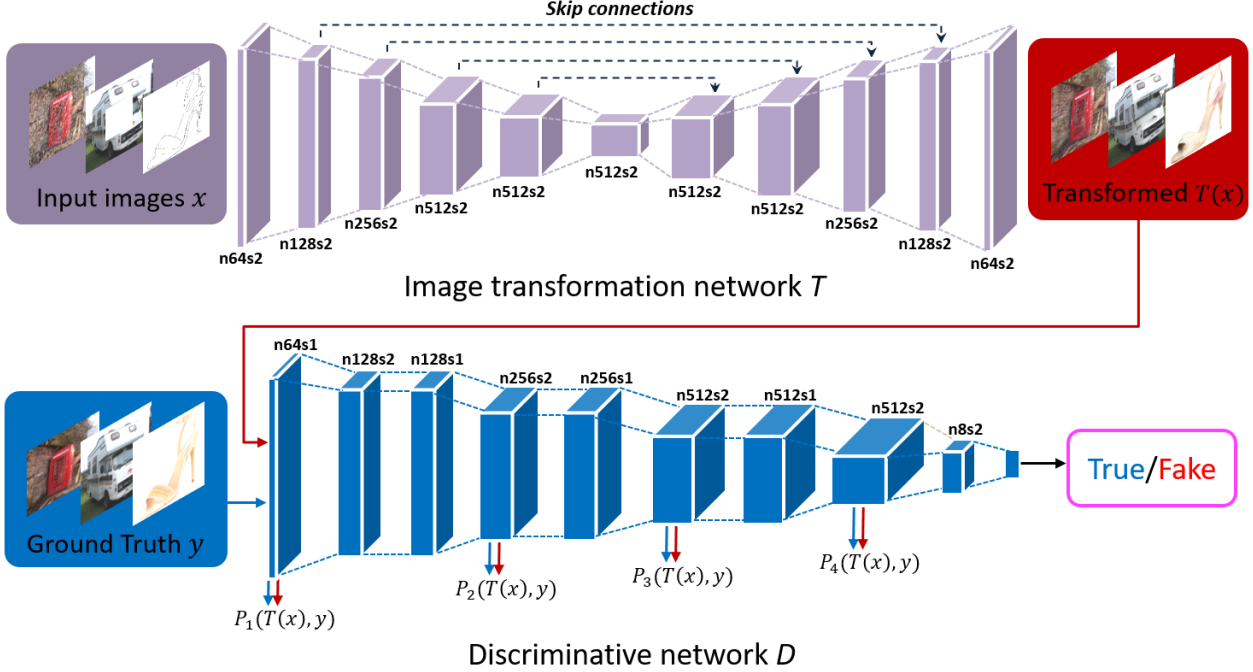 Skip connections
Input images x
n64s2
n128s2
n256s2
n512s2
n512s2
n512s2
n512s2
n512s2
n256s2
n128s2
n64s2
Transformed T(x)
Image transformation network T
n64s1
n128s2
n128s1
n256s2
n256s1
n512s2
n512s1
n512s2
n8s2
Ground Truth y
True/Fake
P₁(T(x), y)
P₂(T(x), y)
P₃(T(x), y)
P₄(T(x), y)
Discriminative network D